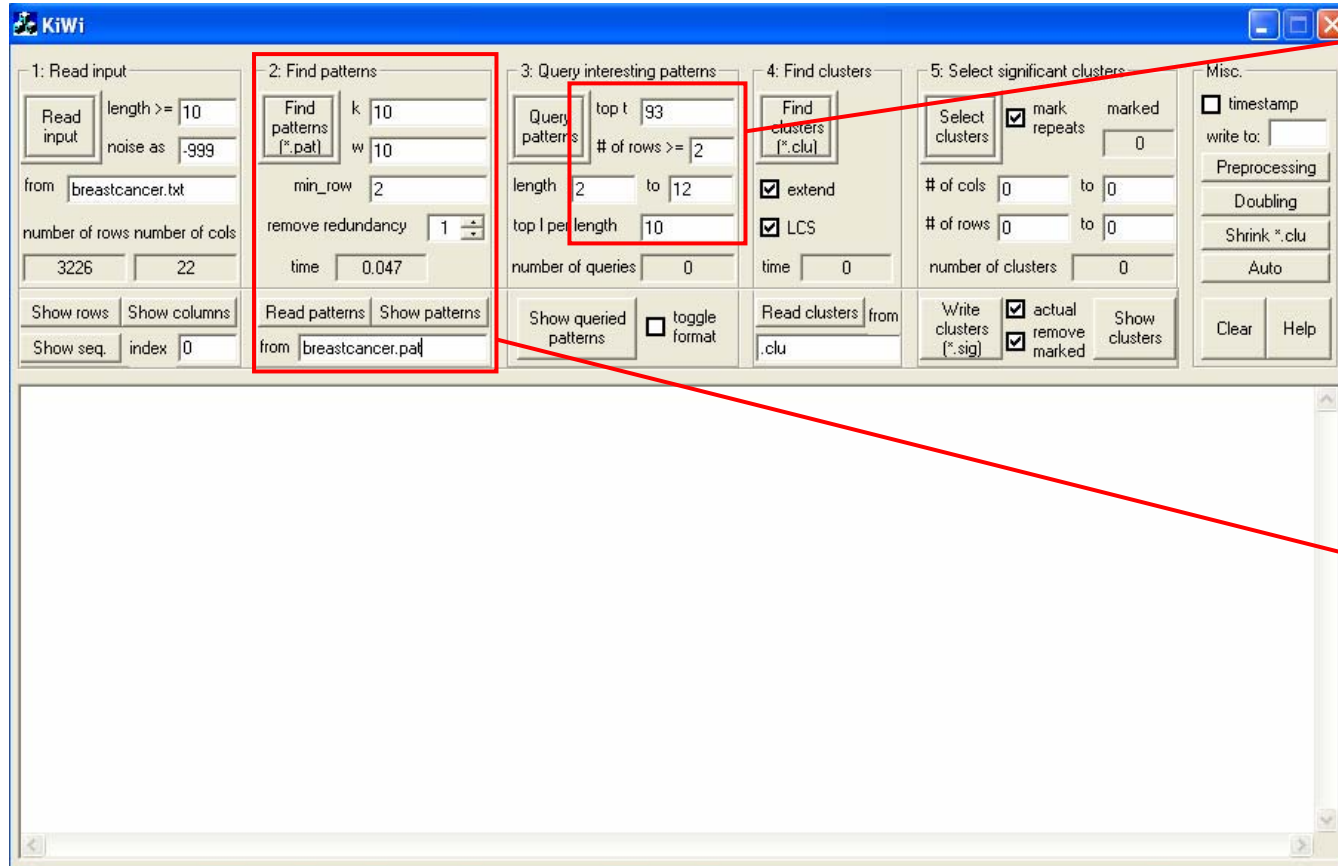 KiWi
1: Read input
Read input
length >= 10
noise as -999
from breastcancer.txt
number of rows number of cols
3226 22
Show rows Show columns
Show seq. index 0
2: Find patterns
Find patterns (*.pat)
k 10
w 10
min_row 2
remove redundancy 1
time 0.047
Read patterns Show patterns
from breastcancer.pat
3: Query interesting patterns
Query patterns
top t 93
# of rows >= 2
length 2 to 12
top l per length 10
number of queries 0
Show queried patterns
toggle format
4: Find clusters
Find clusters (*.clu)
extend
LCS
time 0
Read clusters from
.clu
5: Select significant clusters
Select clusters
mark repeats
marked
0
# of cols 0 to 0
# of rows 0 to 0
number of clusters 0
Write clusters (*.sig)
actual
remove marked
Show clusters
Misc.
timestamp
write to:
Preprocessing
Doubling
Shrink *.clu
Auto
Clear Help